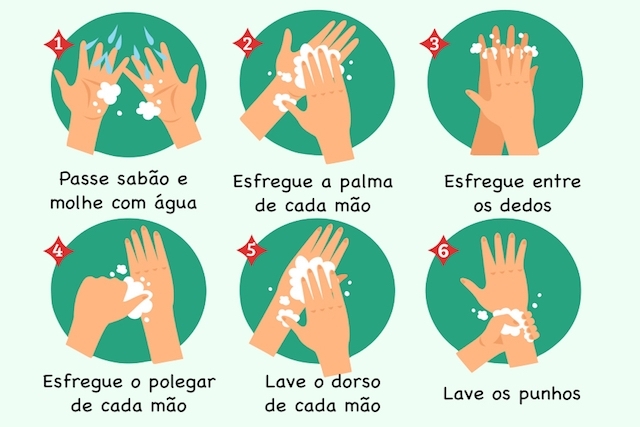 1
2
3
Passe sabão e
molhe com água
Esfregue a palma
de cada mão
Esfregue entre
os dedos
4
5
6
Esfregue o polegar
de cada mão
Lave o dorso
de cada mão
Lave os punhos